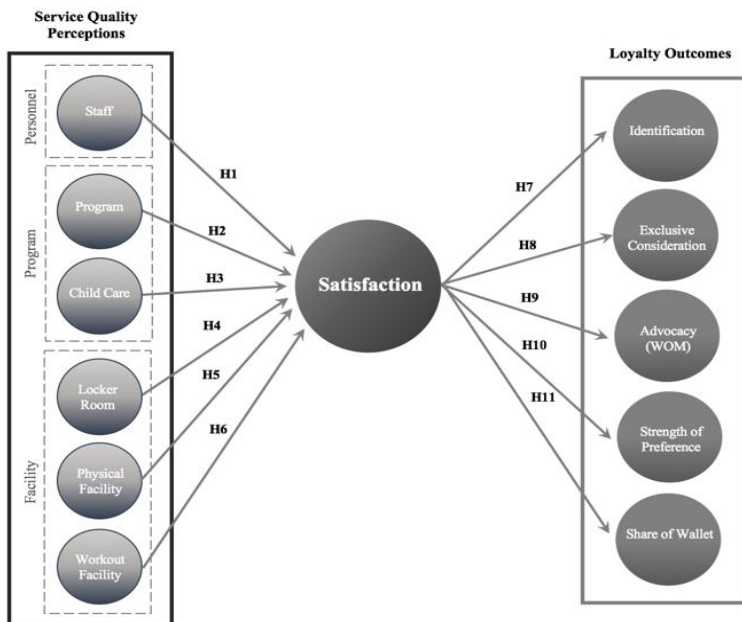 Service Quality
Perceptions
Personnel
Staff
Program
Program
Child Care
Facility
Locker
Room
Physical
Facility
Workout
Facility
H1
H2
H3
H4
H5
H6
Satisfaction
H7
H8
H9
H10
H11
Loyalty Outcomes
Identification
Exclusive
Consideration
Advocacy
(WOM)
Strength of
Preference
Share of Wallet